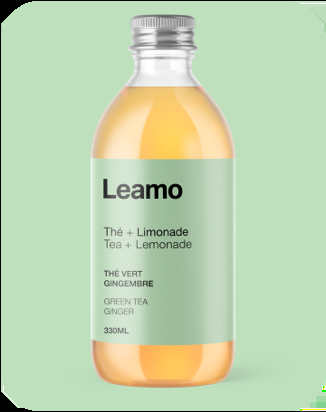 Leamo
Thé + Limonade
Tea + Lemonade
THÉ VERT
GINGEMBRE
GREEN TEA
GINGER
330ML